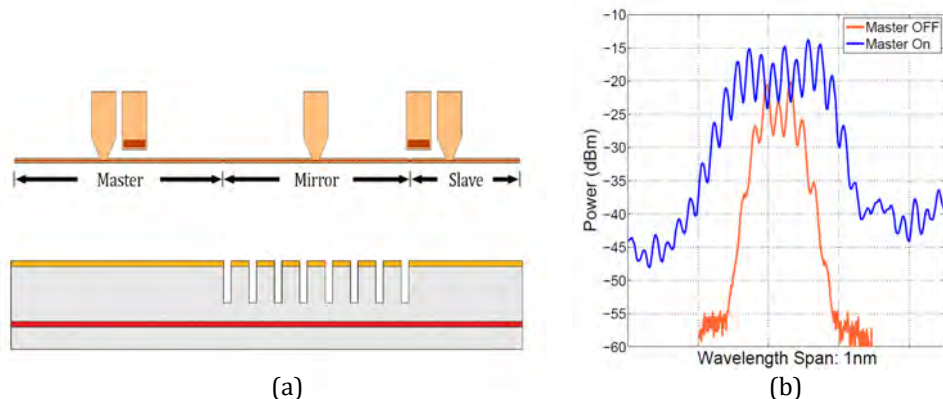 Master
Mirror
Slave
(a)
−10
−15
−20
−25
−30
−35
−40
−45
−50
−55
−60
Power (dBm)
Master OFF
Master On
Wavelength Span: 1nm
(b)